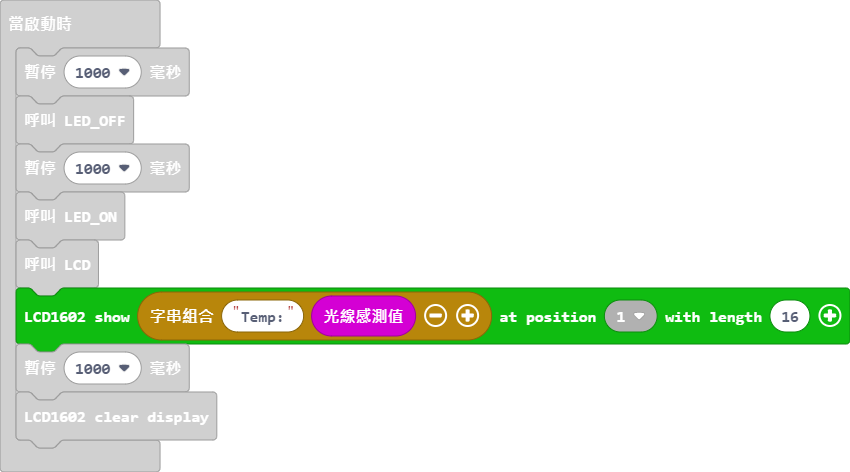 當啟動時
暫停 1000 毫秒
呼叫 LED_OFF
暫停 1000 毫秒
呼叫 LED_ON
呼叫 LCD
LCD1602 show 字串組合 "Temp:" 光線感測值 at position 1 with length 16
暫停 1000 毫秒
LCD1602 clear display